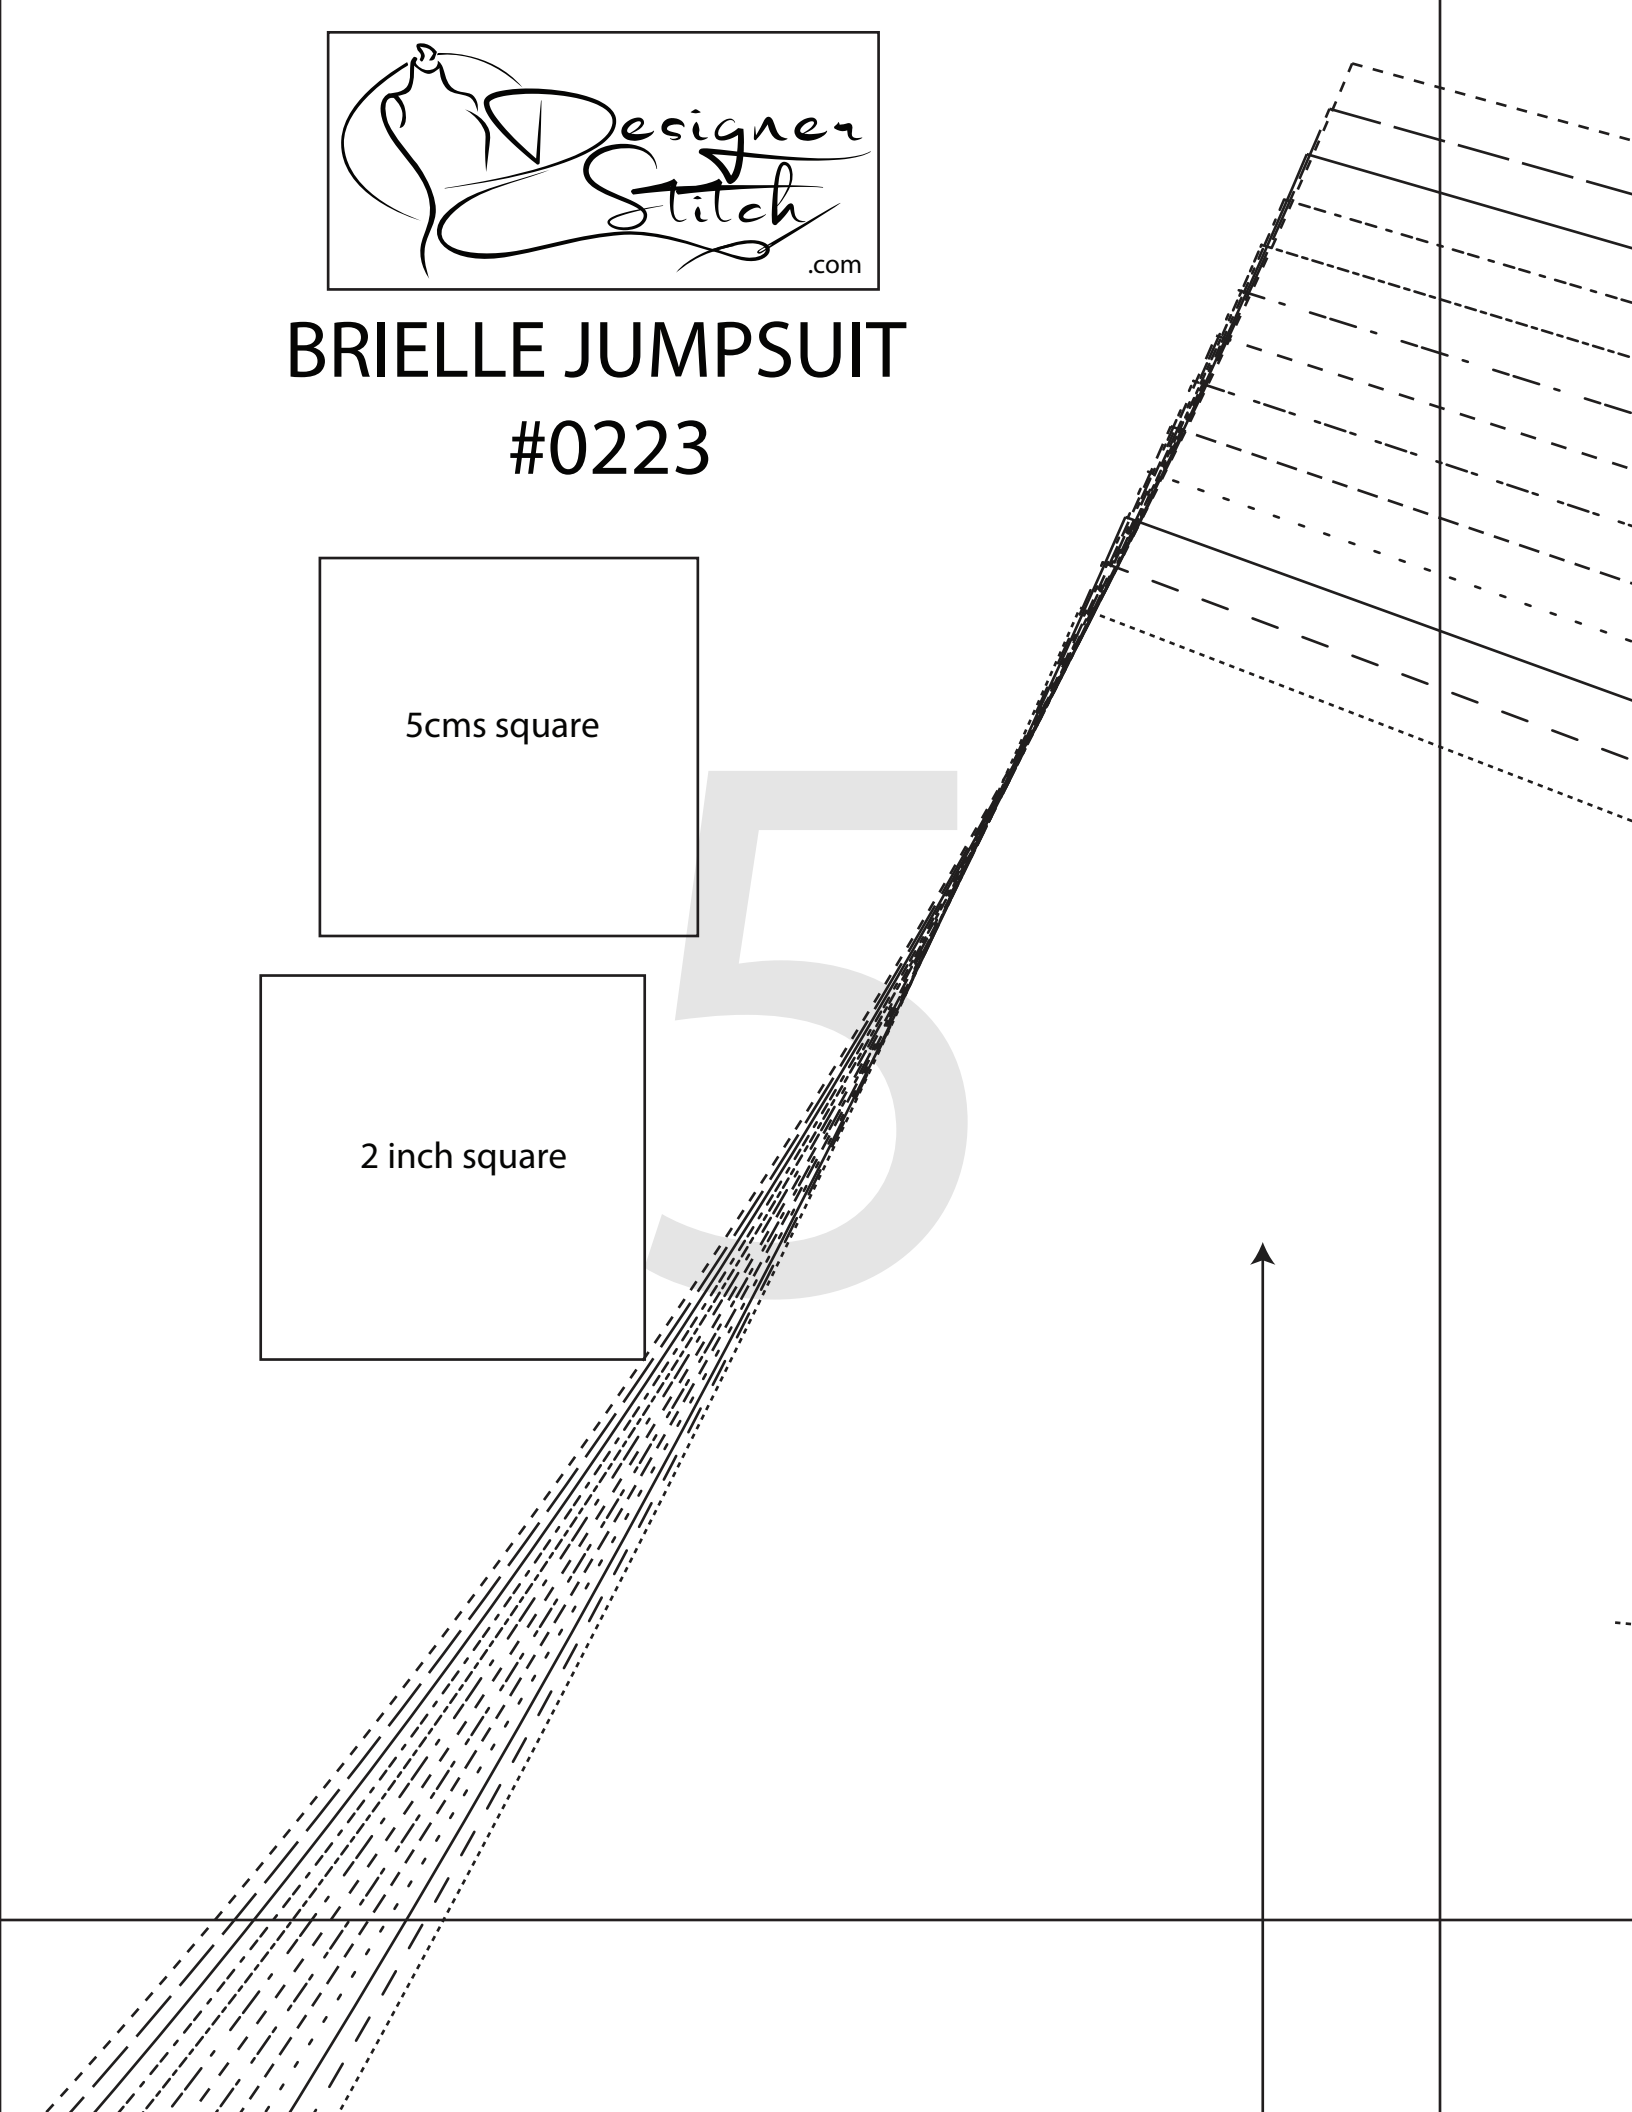 Designer
Stitch
.com
BRIELLE JUMPSUIT
#0223
5cms square
5
2 inch square